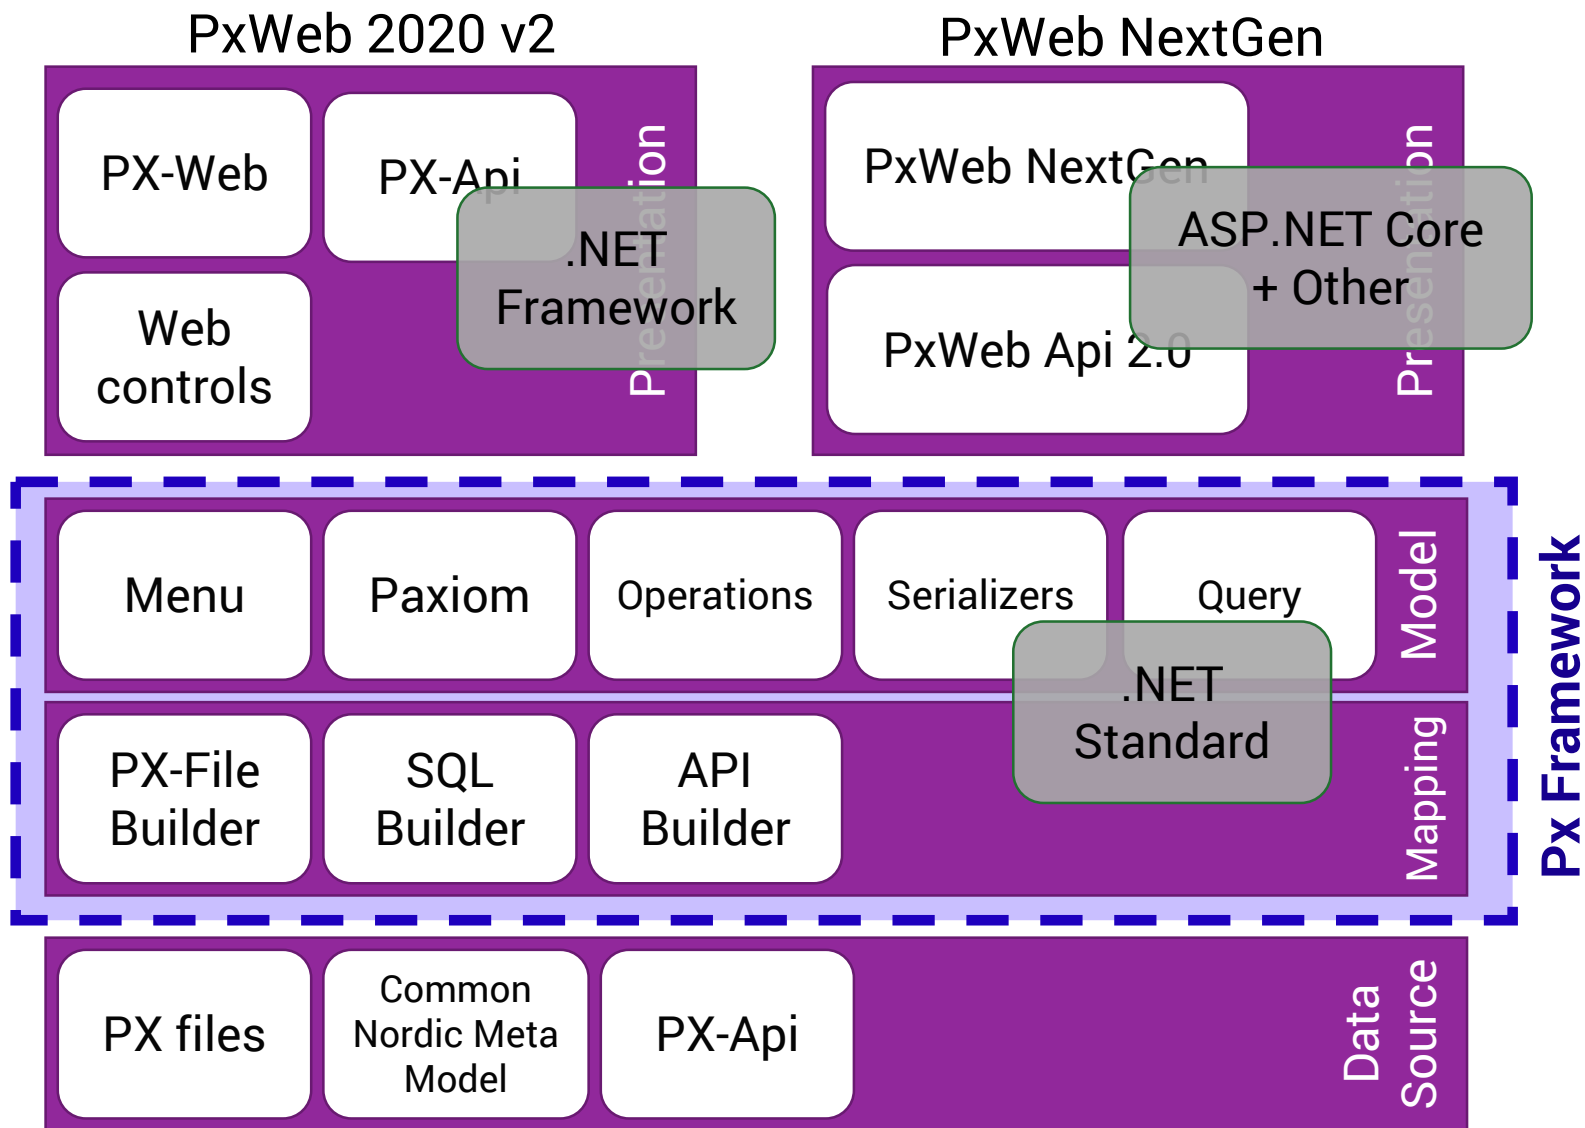 PxWeb 2020 v2
PX-Web
PX-Api
Web
controls
.NET
Framework
Presentation
PxWeb NextGen
PxWeb NextGen
PxWeb Api 2.0
ASP.NET Core
+ Other
Presentation
Menu
Paxiom
Operations
Serializers
Query
Model
.NET
Standard
PX-File
Builder
SQL
Builder
API
Builder
Mapping
Px Framework
PX files
Common
Nordic Meta
Model
PX-Api
Data
Source